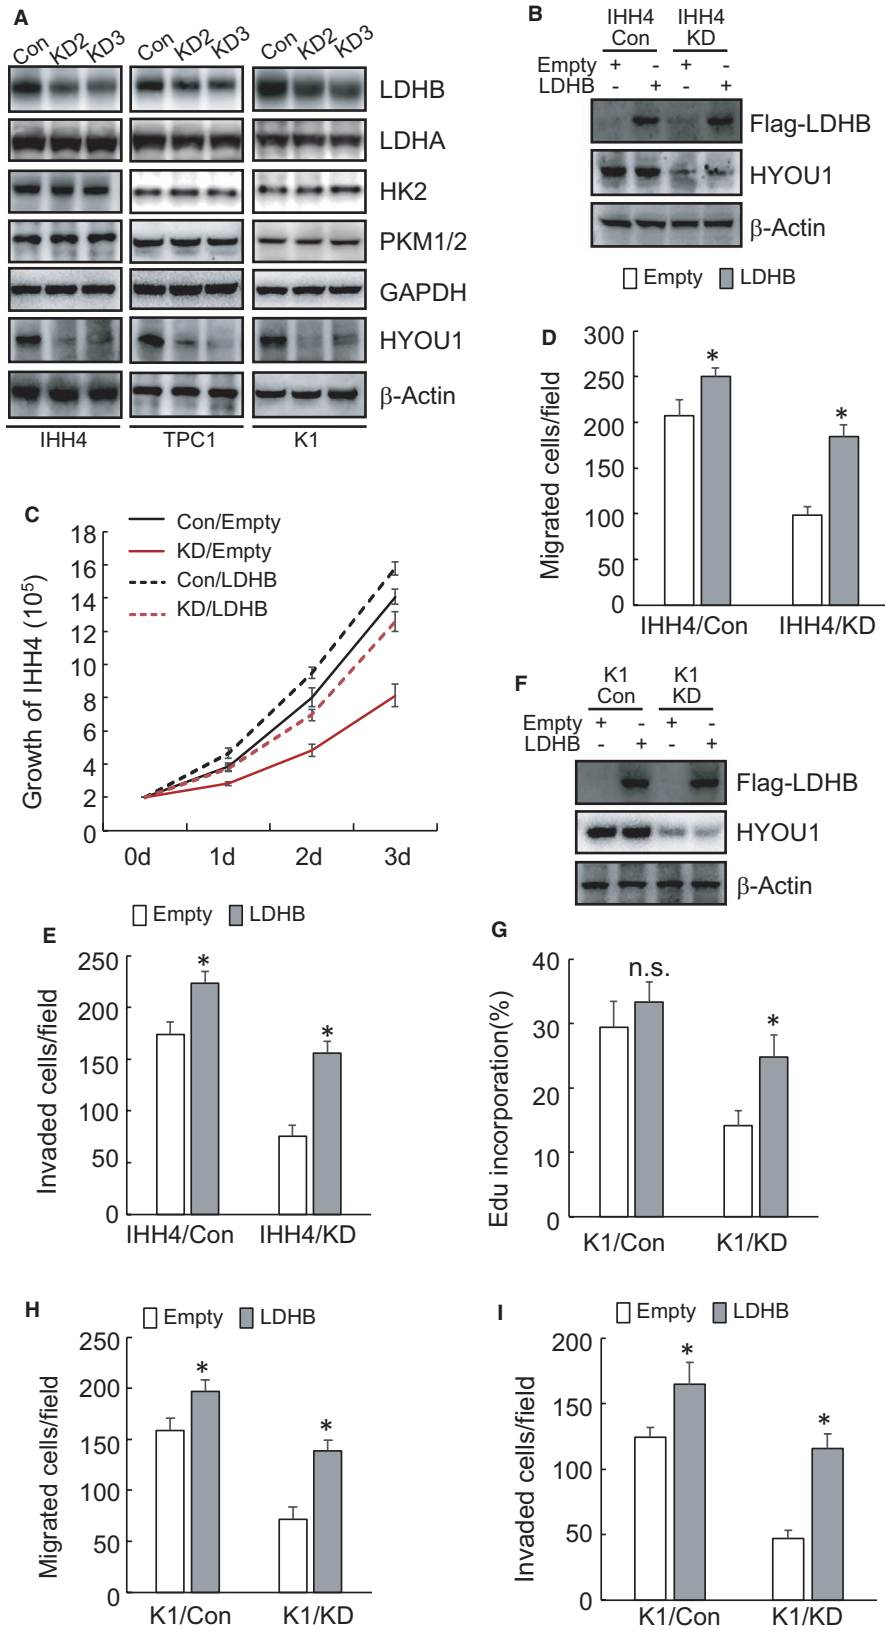 A
Con KD2 KD3 Con KD2 KD3 Con KD2 KD3
LDHB
LDHA
HK2
PKM1/2
GAPDH
HYOU1
β-Actin
IHH4 TPC1 K1
B
IHH4 IHH4
Con KD
Empty + - + -
LDHB - + - +
Flag-LDHB
HYOU1
β-Actin
C
Con/Empty
KD/Empty
Con/LDHB
KD/LDHB
Growth of IHH4 (10⁵)
18
16
14
12
10
8
6
4
2
0
0d 1d 2d 3d
Empty LDHB
D
Migrated cells/field
300
250
200
150
100
50
0
* *
IHH4/Con IHH4/KD
Empty LDHB
E
Invaded cells/field
250
200
150
100
50
0
* *
IHH4/Con IHH4/KD
F
K1 K1
Con KD
Empty + - + -
LDHB - + - +
Flag-LDHB
HYOU1
β-Actin
G
Edu incorporation(%)
40
30
20
10
0
n.s. *
K1/Con K1/KD
H
Empty LDHB
Migrated cells/field
250
200
150
100
50
0
* *
K1/Con K1/KD
I
Empty LDHB
Invaded cells/field
200
150
100
50
0
* *
K1/Con K1/KD